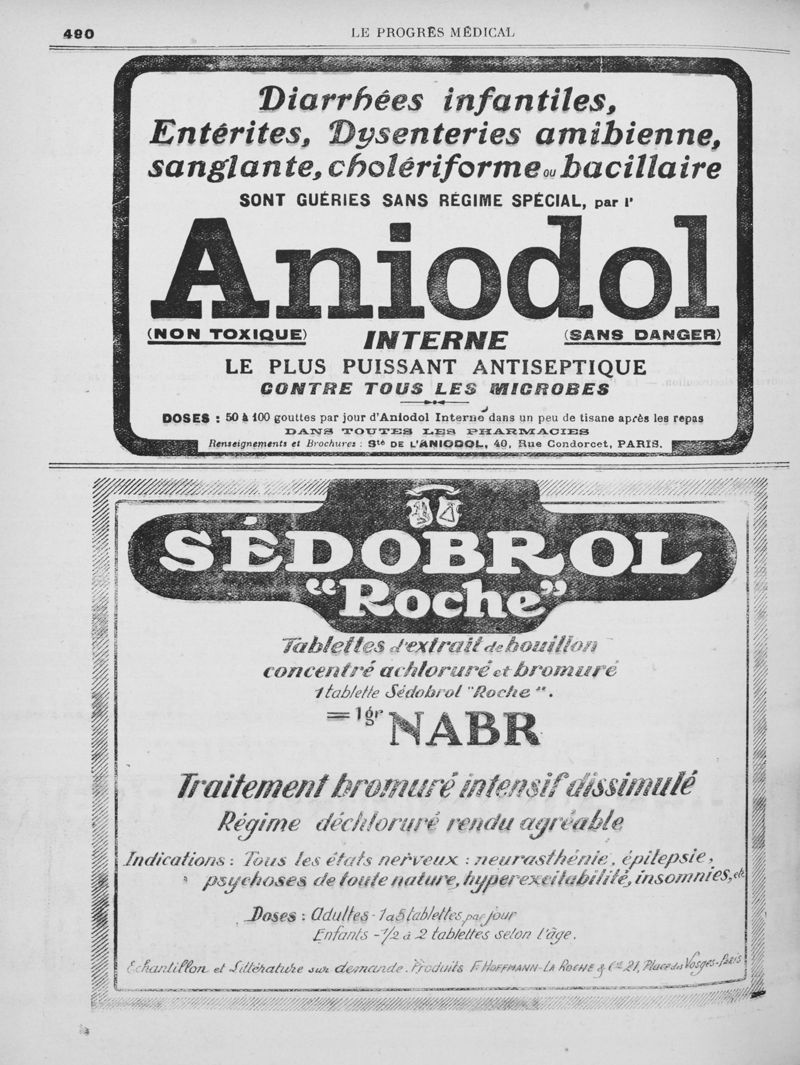 490
LE PROGRÈS MÉDICAL
Diarrhées infantiles,
Entérites, Dysenteries amibienne,
sanglante, cholériforme ou bacillaire
SONT GUÉRIES SANS RÉGIME SPÉCIAL, par l'
Aniodol
(NON TOXIQUE) INTERNE (SANS DANGER)
LE PLUS PUISSANT ANTISEPTIQUE
CONTRE TOUS LES MICROBES
DOSES : 50 à 100 gouttes par jour d'Aniodol Interne dans un peu de tisane après les repas
DANS TOUTES LES PHARMACIES
Renseignements et Brochures : Sté DE L'ANIODOL, 40, Rue Condorcet, PARIS.
SÉDOBROL
"Roche"
Tablettes d'extrait de bouillon
concentré achloruré et bromuré
1 tablette Sédobrol "Roche".
= 1gr NABR
Traitement bromuré intensif dissimulé
Régime déchloruré rendu agréable
Indications : Tous les états nerveux : neurasthénie, épilepsie,
psychoses de toute nature, hyperexcitabilité, insomnies, etc.
Doses : Adultes - 1 à 5 tablettes par jour
Enfants - 1/2 à 2 tablettes selon l'âge.
Echantillon et Littérature sur demande. Produits F. HOFFMANN-LA ROCHE & Cie 21, Place des Vosges - Paris